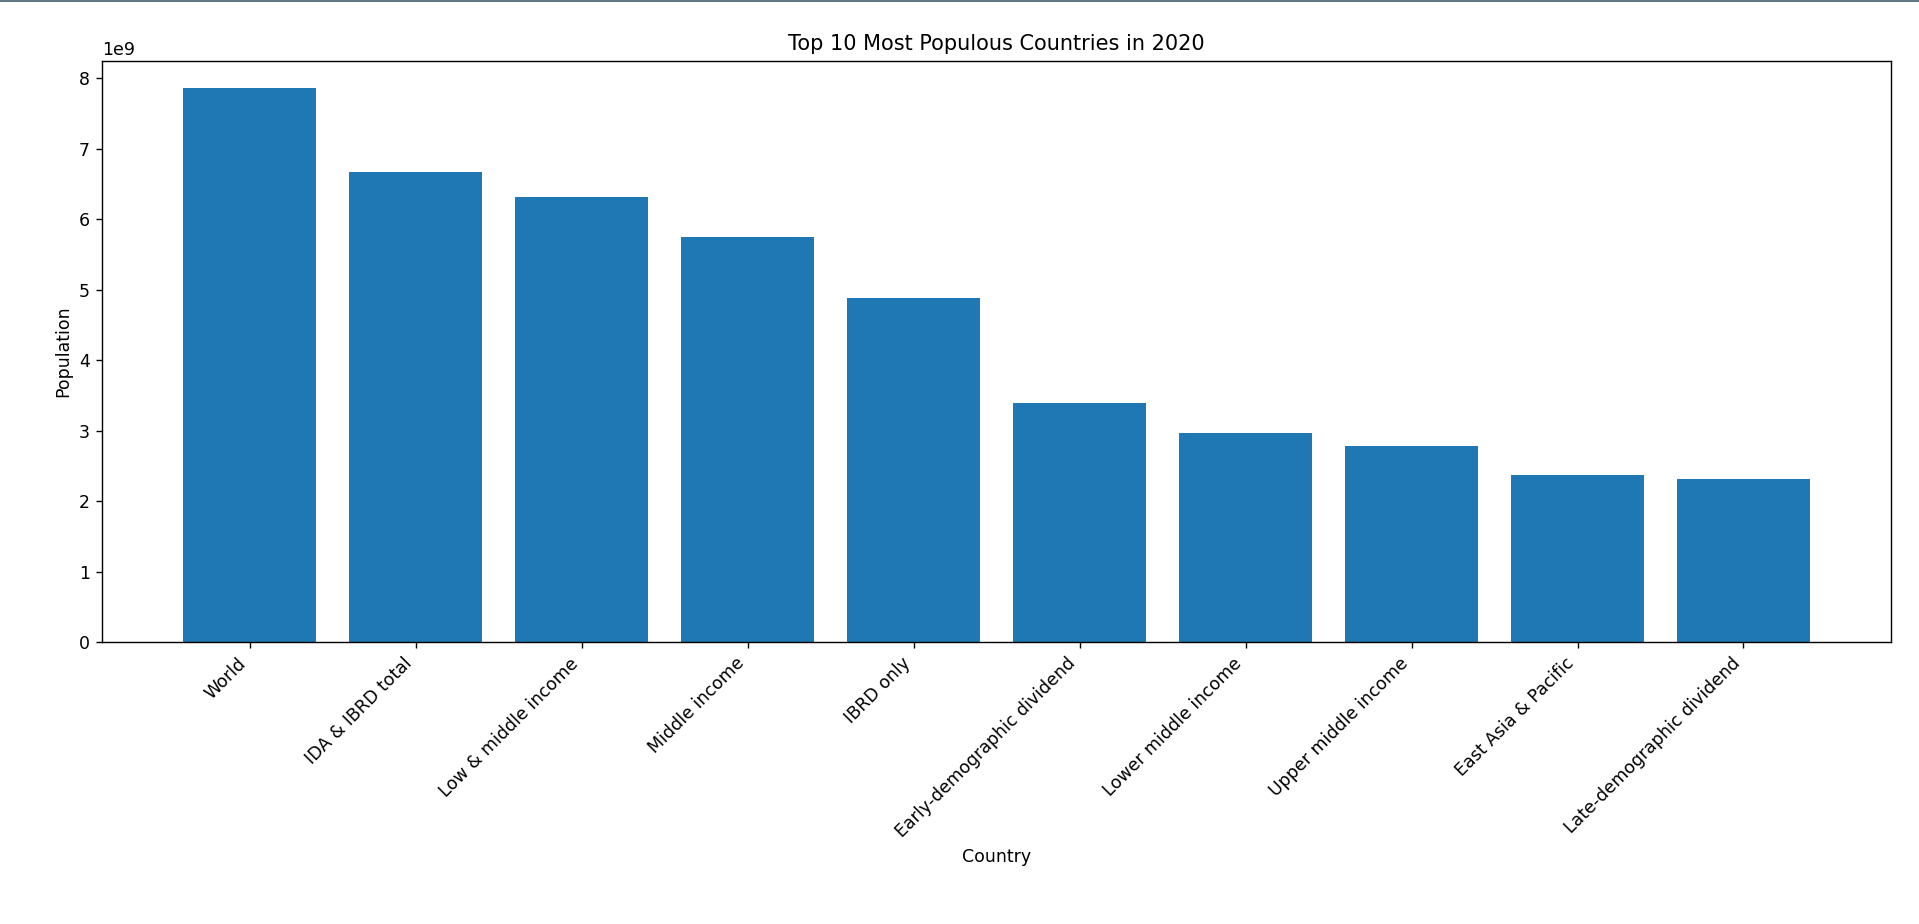 Top 10 Most Populous Countries in 2020
1e9
8
7
6
5
4
3
2
1
0
Population
World
IDA & IBRD total
Low & middle income
Middle income
IBRD only
Early-demographic dividend
Lower middle income
Upper middle income
East Asia & Pacific
Late-demographic dividend
Country